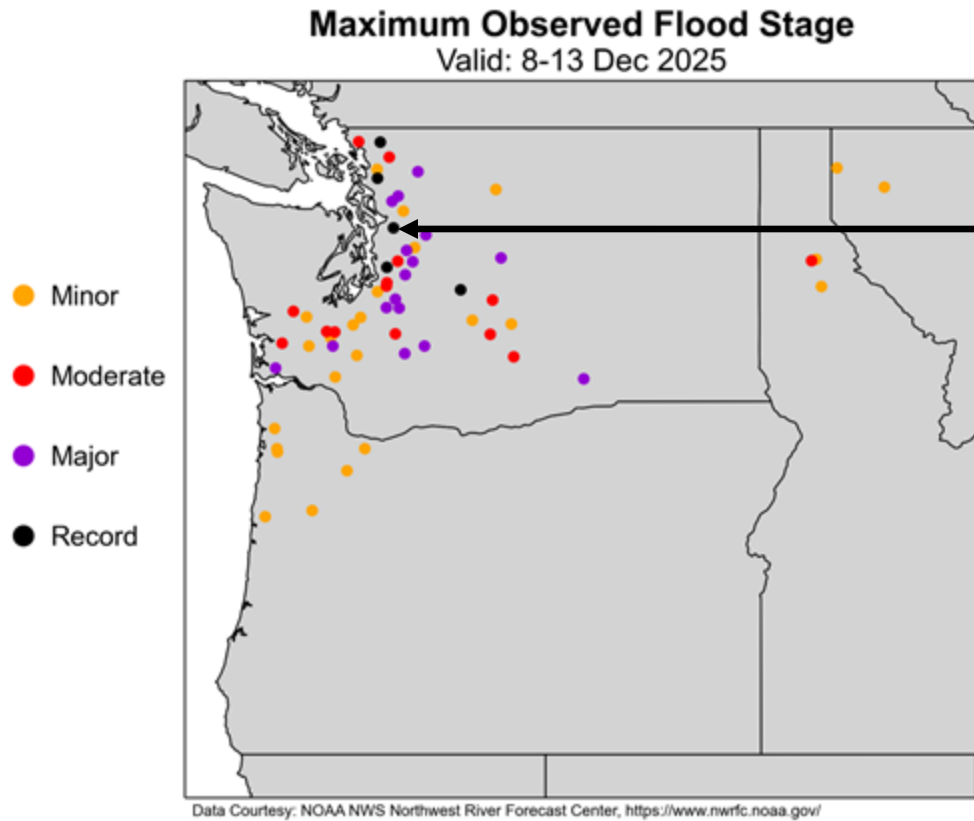 Maximum Observed Flood Stage
Valid: 8-13 Dec 2025
Minor
Moderate
Major
Record
Data Courtesy: NOAA NWS Northwest River Forecast Center, https://www.nwrfc.noaa.gov/